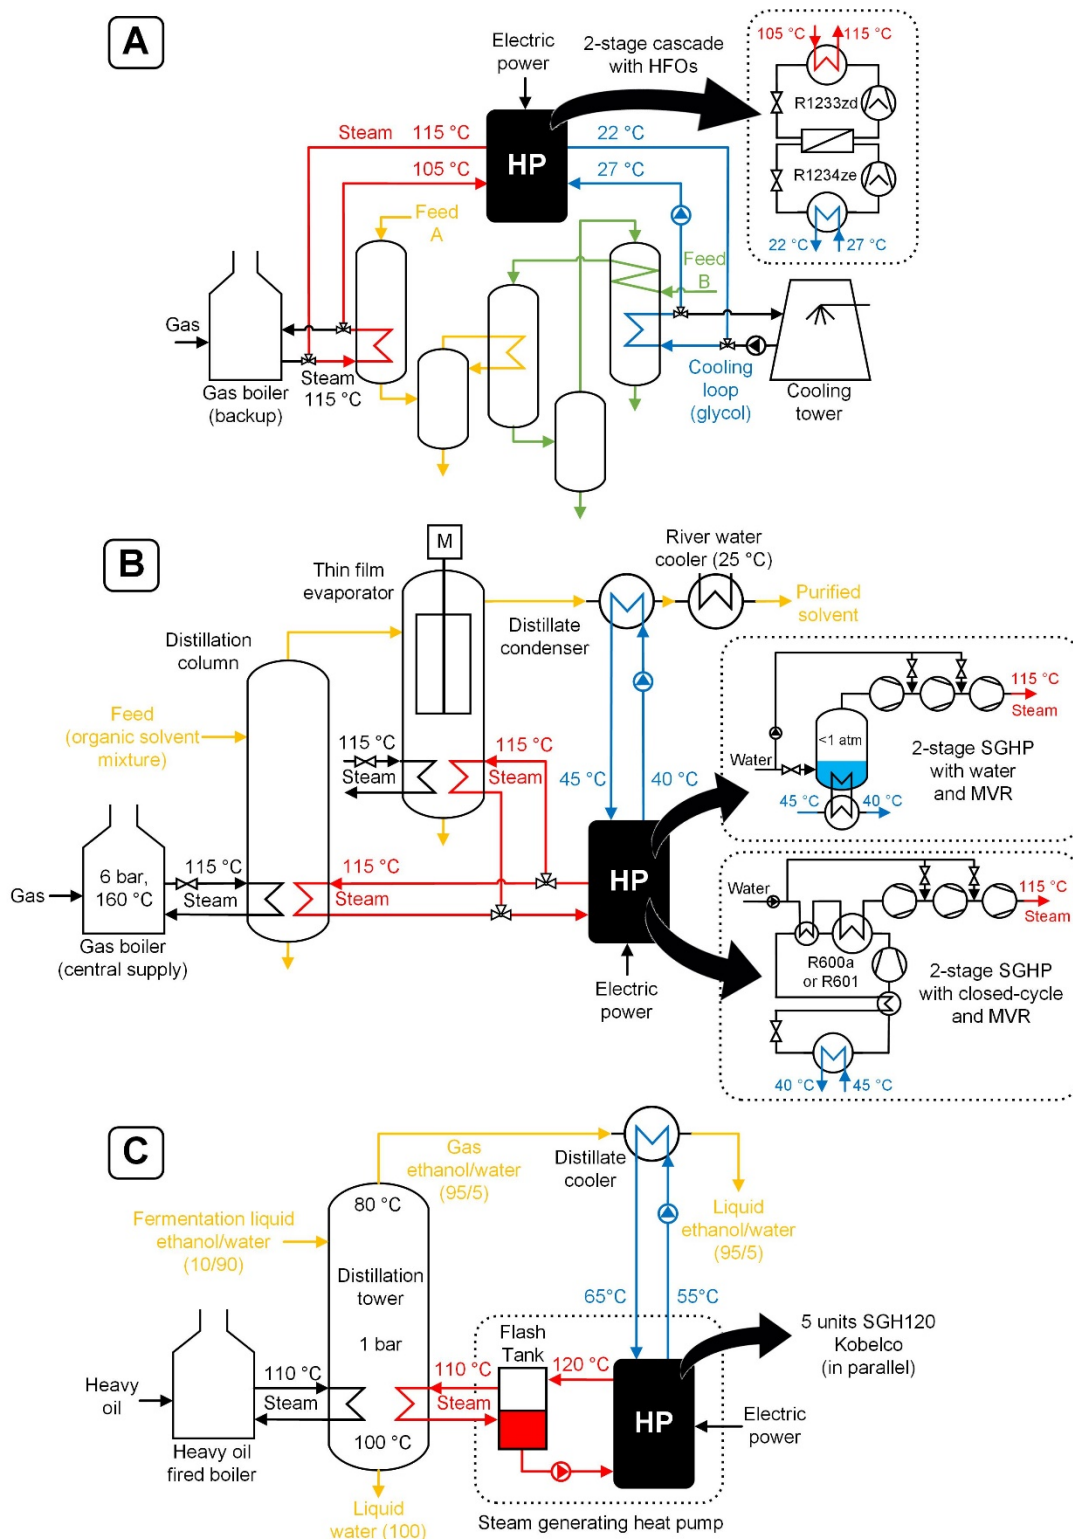 A
Electric
power
2-stage cascade
with HFOs
105 °C
115 °C
R1233zd
R1234ze
22 °C
27 °C
Steam
115 °C
105 °C
HP
22 °C
27 °C
Feed
A
Feed
B
Gas
Gas boiler
(backup)
Steam
115 °C
Cooling
loop
(glycol)
Cooling
tower
B
M
Thin film
evaporator
River water
cooler (25 °C)
Purified
solvent
Distillate
condenser
Distillation
column
Feed
(organic solvent
mixture)
115 °C
Steam
115 °C
Steam
45 °C
40 °C
Gas
6 bar,
160 °C
Gas boiler
(central supply)
115 °C
Steam
115 °C
Steam
HP
Electric
power
<1 atm
Water
45 °C
40 °C
115 °C
Steam
2-stage SGHP
with water
and MVR
Water
R600a
or R601
115 °C
Steam
2-stage SGHP
with closed-cycle
and MVR
40 °C
45 °C
C
Gas
ethanol/water
(95/5)
Distillate
cooler
Liquid
ethanol/water
(95/5)
Fermentation liquid
ethanol/water
(10/90)
80 °C
Distillation
tower
1 bar
100 °C
Heavy
oil
Heavy oil
fired boiler
110 °C
Steam
110 °C
Steam
Flash
Tank
120 °C
65°C
55°C
HP
5 units SGH120
Kobelco
(in parallel)
Electric
power
Liquid
water (100)
Steam generating heat pump